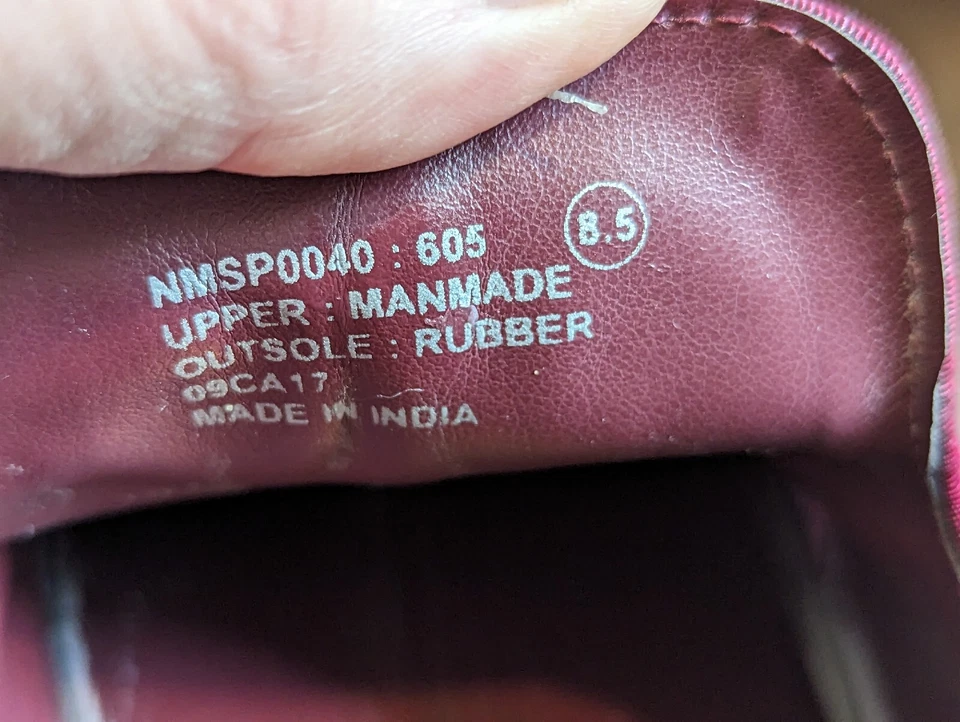 NMSP0040 : 605 8.5
UPPER : MANMADE
OUTSOLE : RUBBER
09CA17
MADE IN INDIA